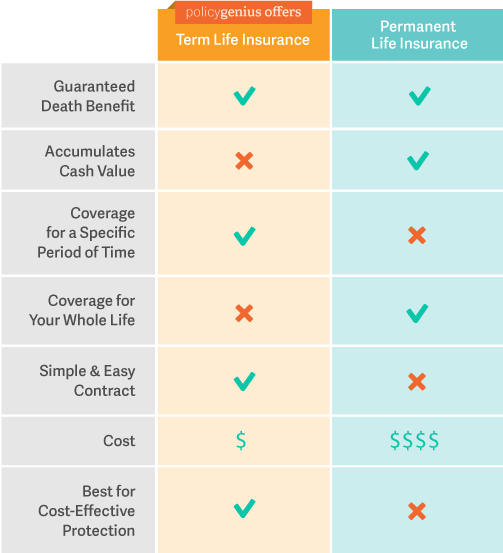 policygenius offers
Term Life Insurance
Permanent
Life Insurance
Guaranteed
Death Benefit
Accumulates
Cash Value
Coverage
for a Specific
Period of Time
Coverage for
Your Whole Life
Simple & Easy
Contract
Cost
$
$$$$
Best for
Cost-Effective
Protection